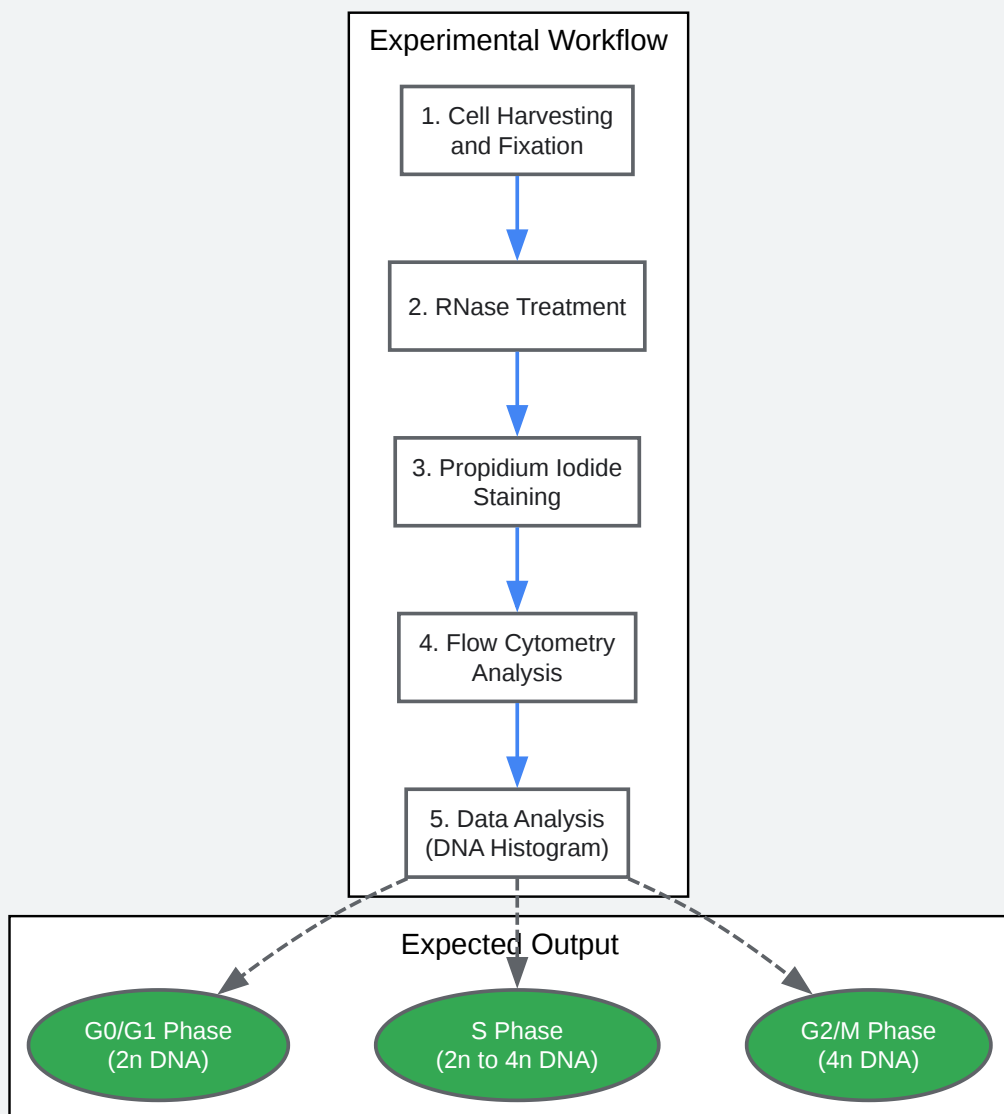 Experimental Workflow
1. Cell Harvesting
and Fixation
2. RNase Treatment
3. Propidium Iodide
Staining
4. Flow Cytometry
Analysis
5. Data Analysis
(DNA Histogram)
Expected Output
G0/G1 Phase
(2n DNA)
S Phase
(2n to 4n DNA)
G2/M Phase
(4n DNA)